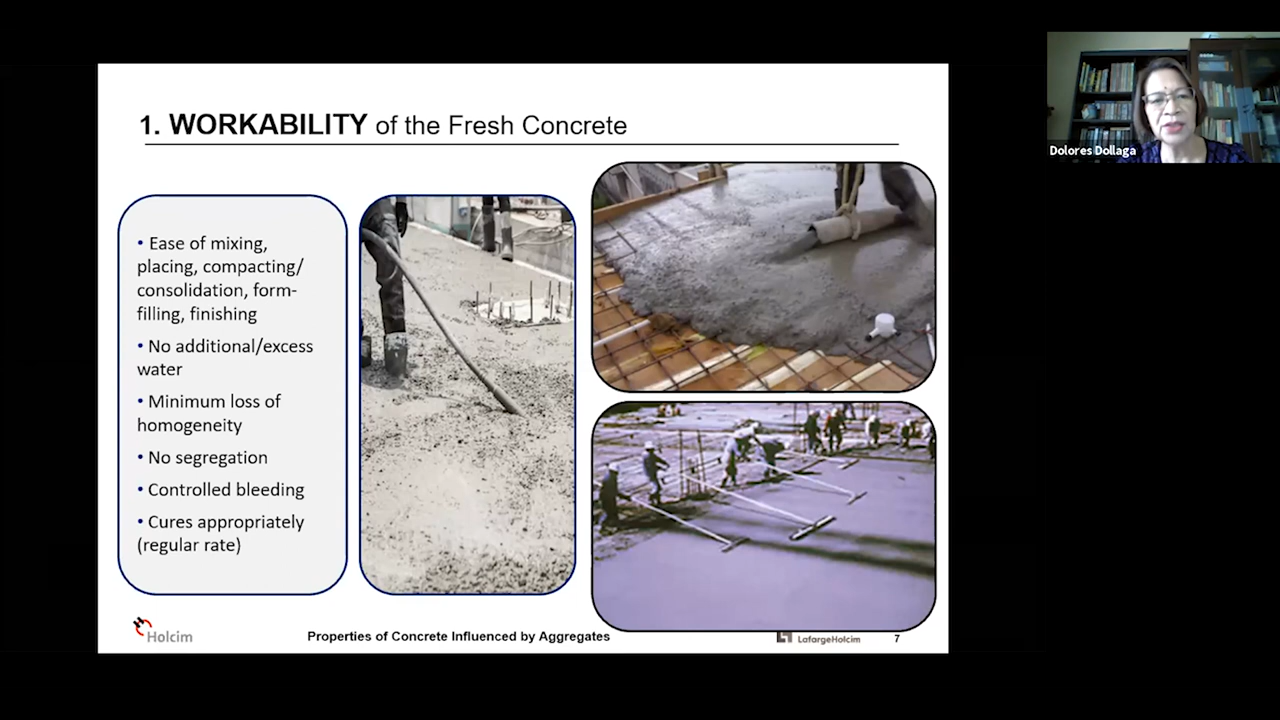 1. WORKABILITY of the Fresh Concrete
• Ease of mixing,
placing, compacting/
consolidation, form-
filling, finishing
• No additional/excess
water
• Minimum loss of
homogeneity
• No segregation
• Controlled bleeding
• Cures appropriately
(regular rate)
Holcim
Properties of Concrete Influenced by Aggregates
LafargeHolcim
7
Dolores Dollaga